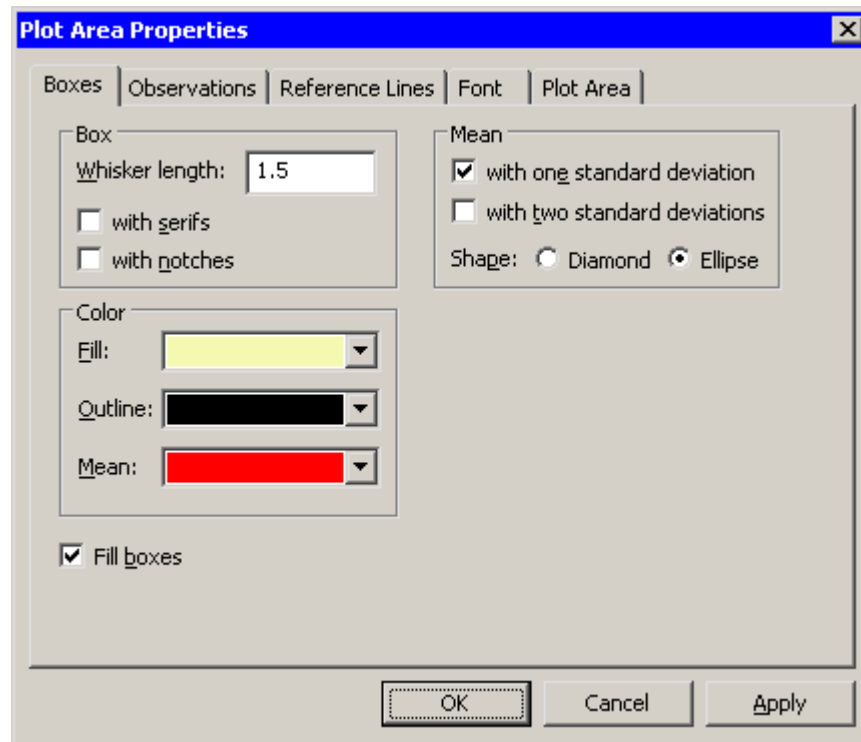 Plot Area Properties
Boxes Observations Reference Lines Font Plot Area
Box
Whisker length: 1.5
with serifs
with notches
Mean
with one standard deviation
with two standard deviations
Shape: Diamond Ellipse
Color
Fill:
Outline:
Mean:
Fill boxes
OK Cancel Apply